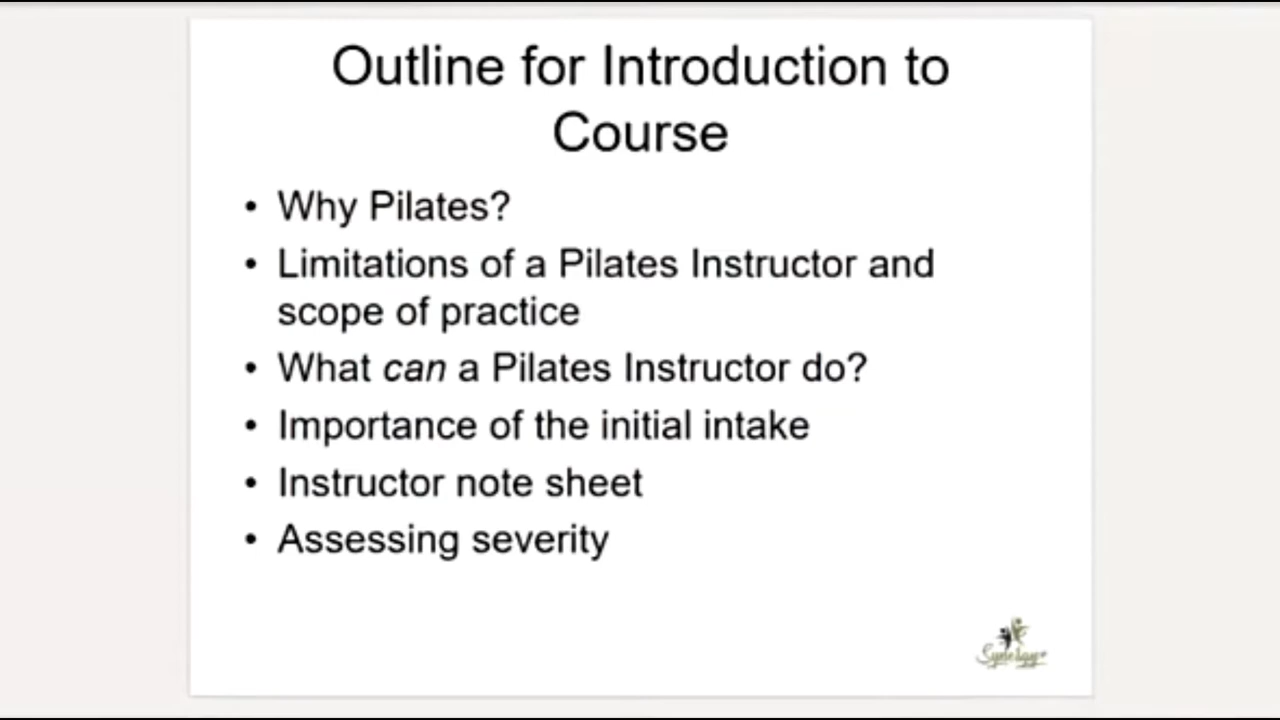 Outline for Introduction to
Course
• Why Pilates?
• Limitations of a Pilates Instructor and
scope of practice
• What can a Pilates Instructor do?
• Importance of the initial intake
• Instructor note sheet
• Assessing severity
Synergy